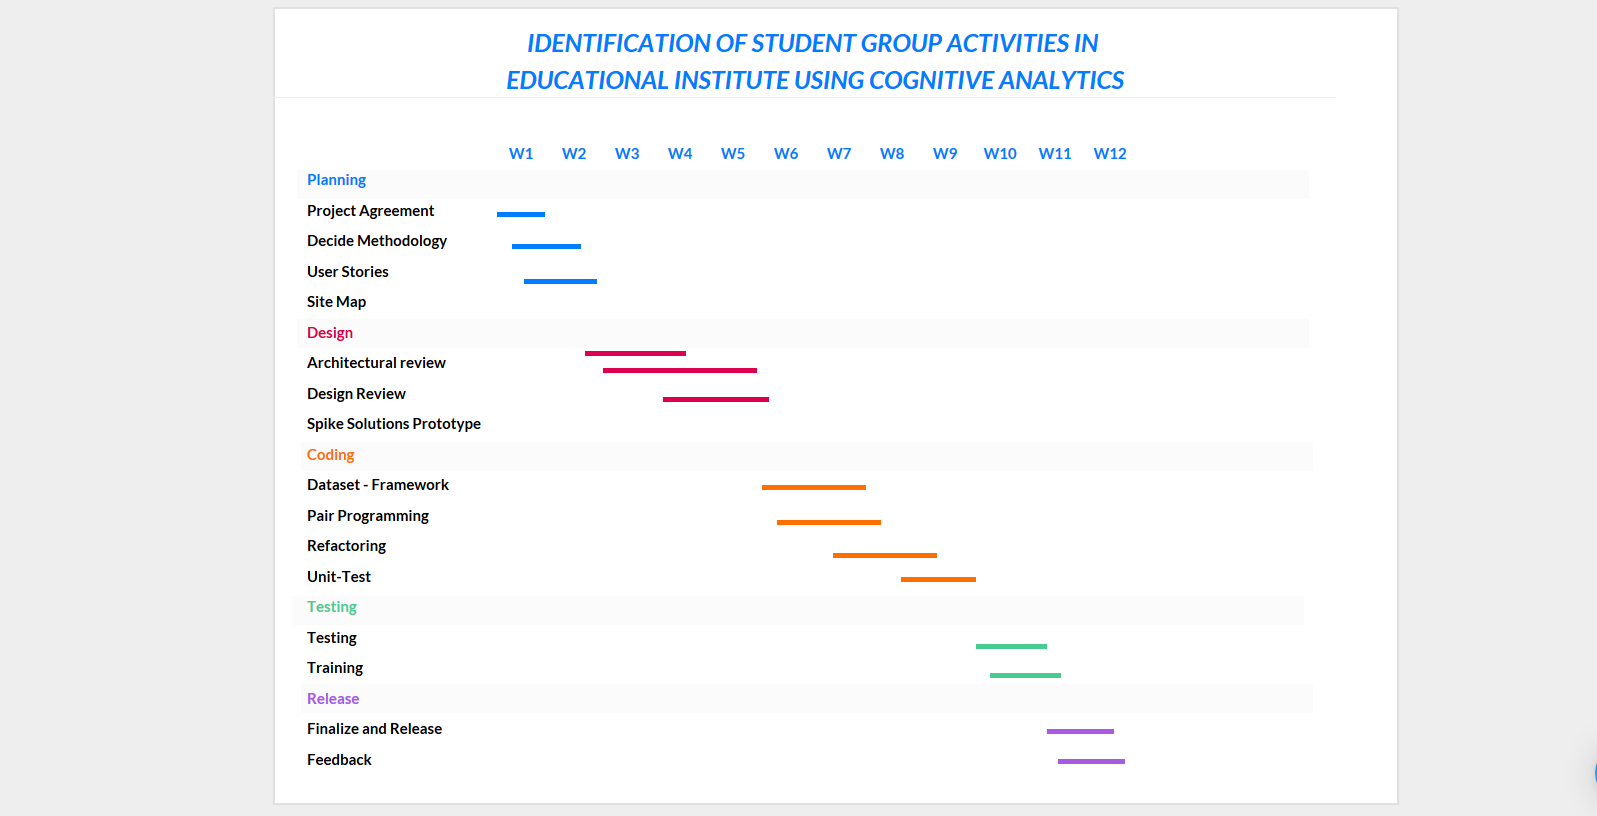 IDENTIFICATION OF STUDENT GROUP ACTIVITIES IN
EDUCATIONAL INSTITUTE USING COGNITIVE ANALYTICS
W1 W2 W3 W4 W5 W6 W7 W8 W9 W10 W11 W12
Planning
Project Agreement
Decide Methodology
User Stories
Site Map
Design
Architectural review
Design Review
Spike Solutions Prototype
Coding
Dataset - Framework
Pair Programming
Refactoring
Unit-Test
Testing
Testing
Training
Release
Finalize and Release
Feedback